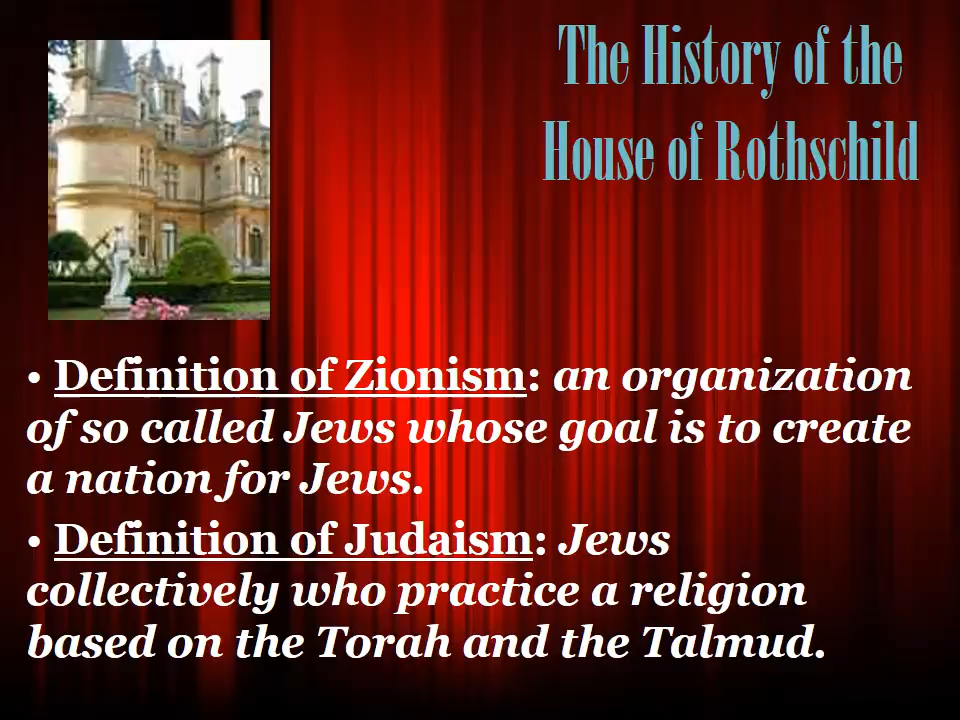 The History of the
House of Rothschild
• Definition of Zionism: an organization
of so called Jews whose goal is to create
a nation for Jews.
• Definition of Judaism: Jews
collectively who practice a religion
based on the Torah and the Talmud.